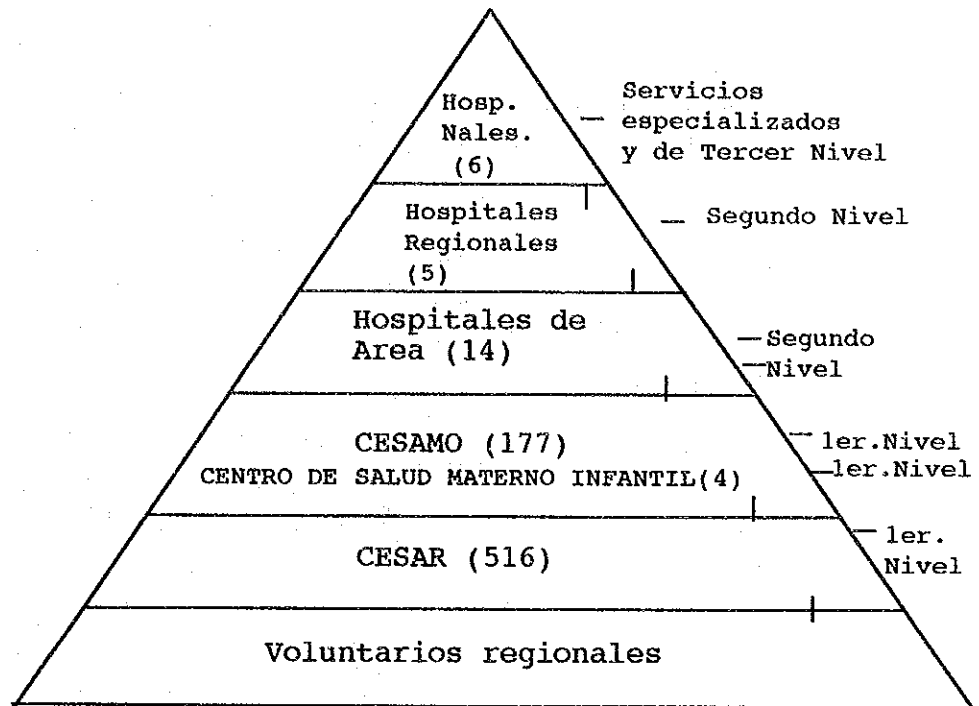 Hosp.
Nales.
(6)
Servicios
especializados
y de Tercer Nivel
Hospitales
Regionales
(5)
Segundo Nivel
Hospitales de
Area (14)
Segundo
Nivel
CESAMO (177)
CENTRO DE SALUD MATERNO INFANTIL(4)
1er.Nivel
1er.Nivel
CESAR (516)
1er.
Nivel
Voluntarios regionales